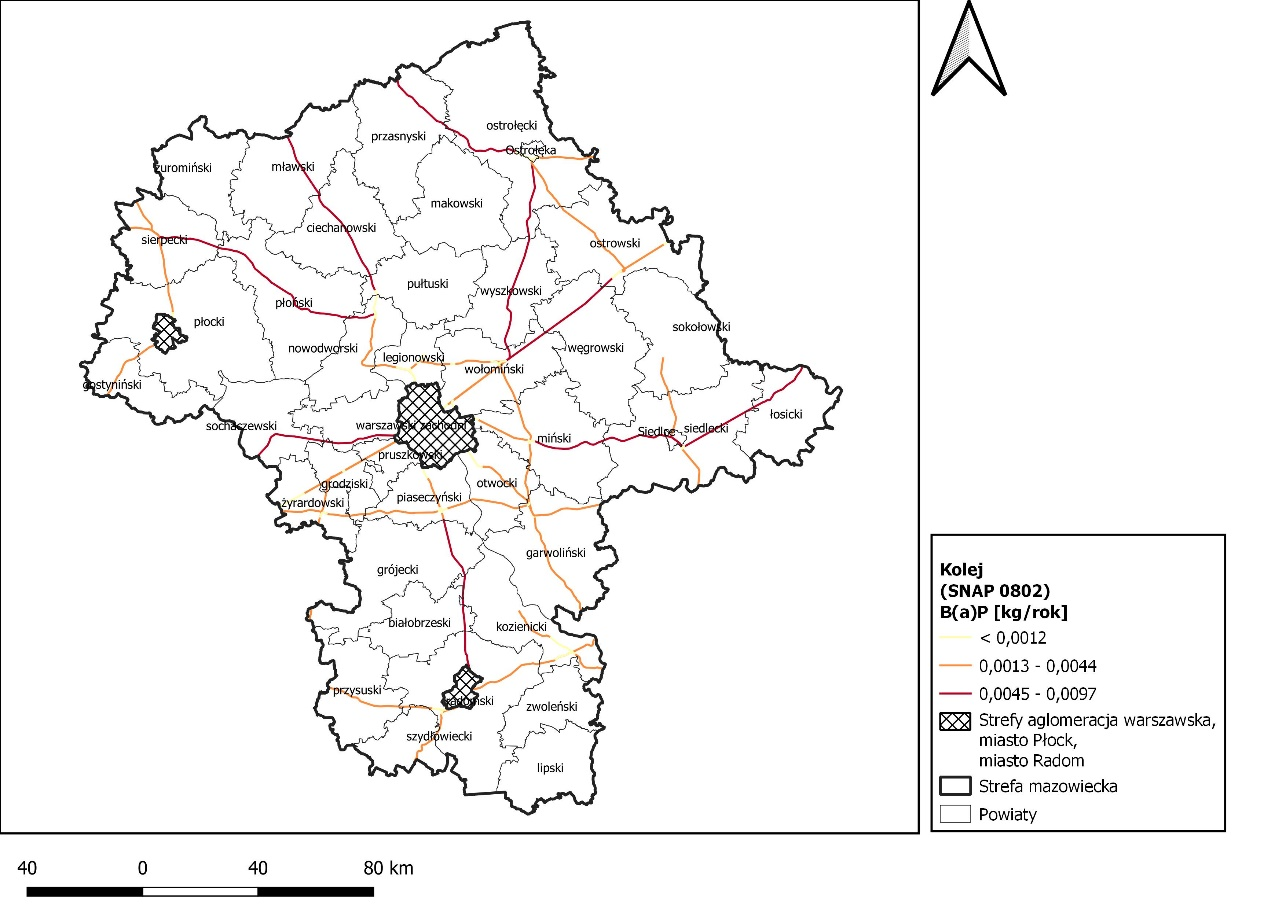 ostrołęcki
przasnyski
Ostrołęka
żuromiński
mławski
makowski
ciechanowski
sierpecki
ostrowski
pułtuski
wyszkowski
płoński
płocki
sokołowski
nowodworski
węgrowski
legionowski
wołomiński
gostyniński
łosicki
sochaczewski
warszawski zachodni
Siedlce
siedlecki
miński
pruszkowski
grodziski
otwocki
żyrardowski
piaseczyński
garwoliński
grójecki
białobrzeski
kozienicki
przysuski
radomski
zwoleński
szydłowiecki
lipski
Kolej
(SNAP 0802)
B(a)P [kg/rok]
< 0,0012
0,0013 - 0,0044
0,0045 - 0,0097
Strefy aglomeracja warszawska,
miasto Płock,
miasto Radom
Strefa mazowiecka
Powiaty
40 0 40 80 km